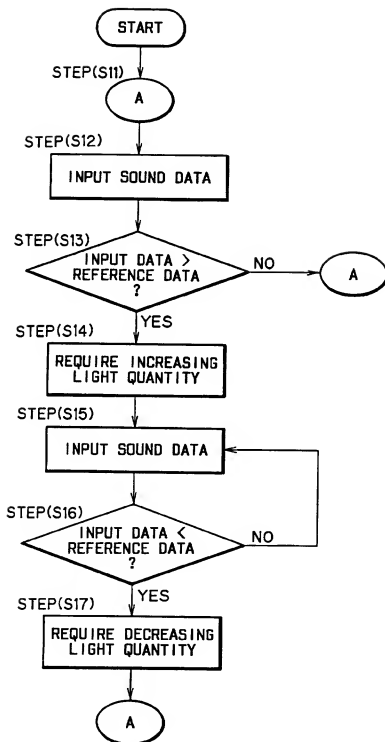 START
STEP(S11)
A
STEP(S12)
INPUT SOUND DATA
STEP(S13)
INPUT DATA >
REFERENCE DATA
?
NO
A
YES
STEP(S14)
REQUIRE INCREASING
LIGHT QUANTITY
STEP(S15)
INPUT SOUND DATA
STEP(S16)
INPUT DATA <
REFERENCE DATA
?
NO
YES
STEP(S17)
REQUIRE DECREASING
LIGHT QUANTITY
A